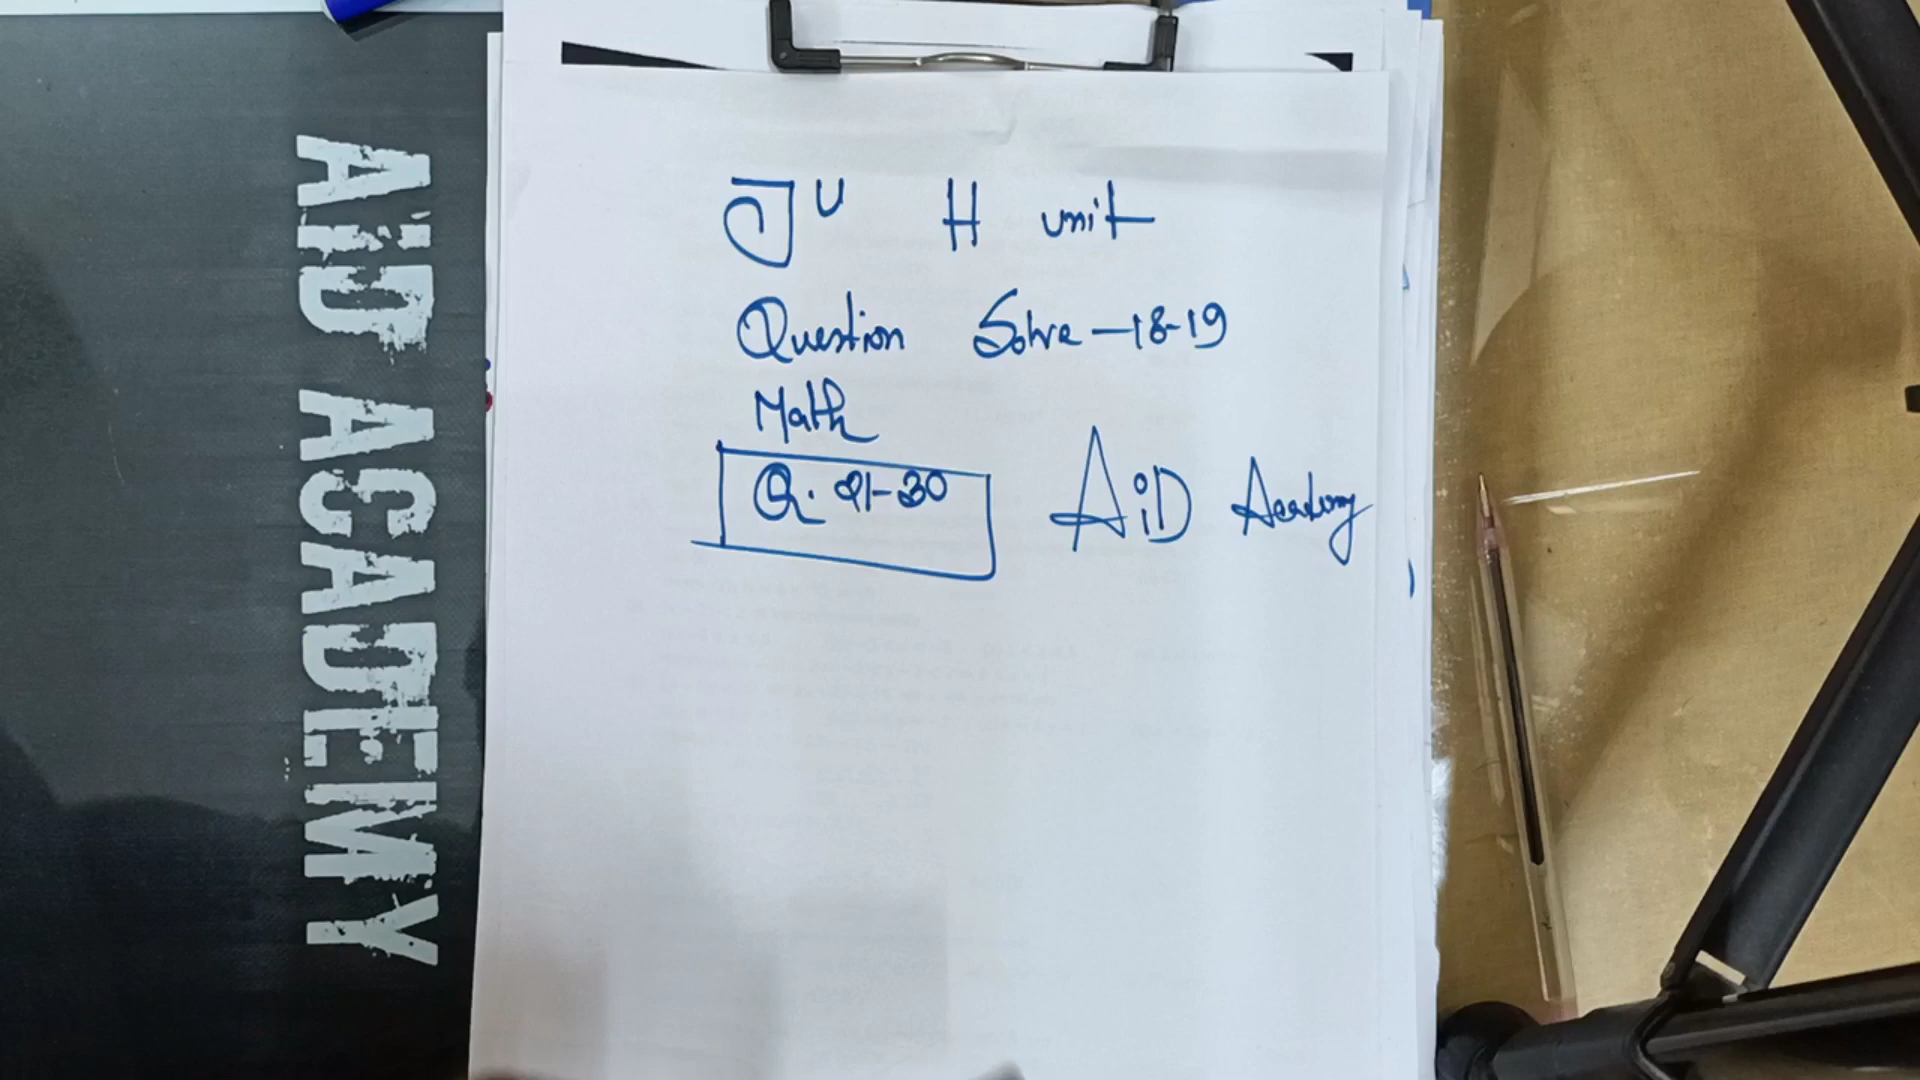 AID ACADEMY
JU H unit
Question Solve-18-19
Math
Q. 21-30
AiD Academy